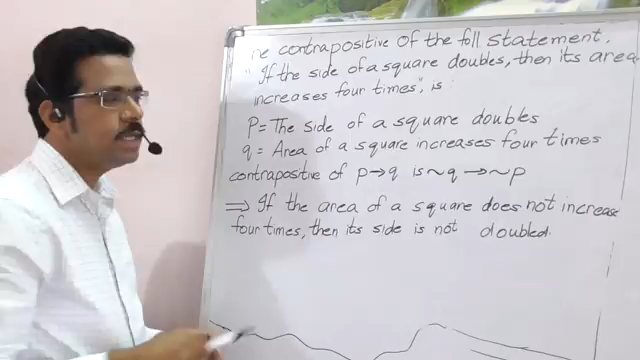 he contrapositive of the foll statement.
"If the side of a square doubles, then its area
increases four times", is
P = The side of a square doubles
q = Area of a square increases four times
contrapositive of p→q is ~q →~p
⇒ If the area of a square does not increase
four times, then its side is not doubled.